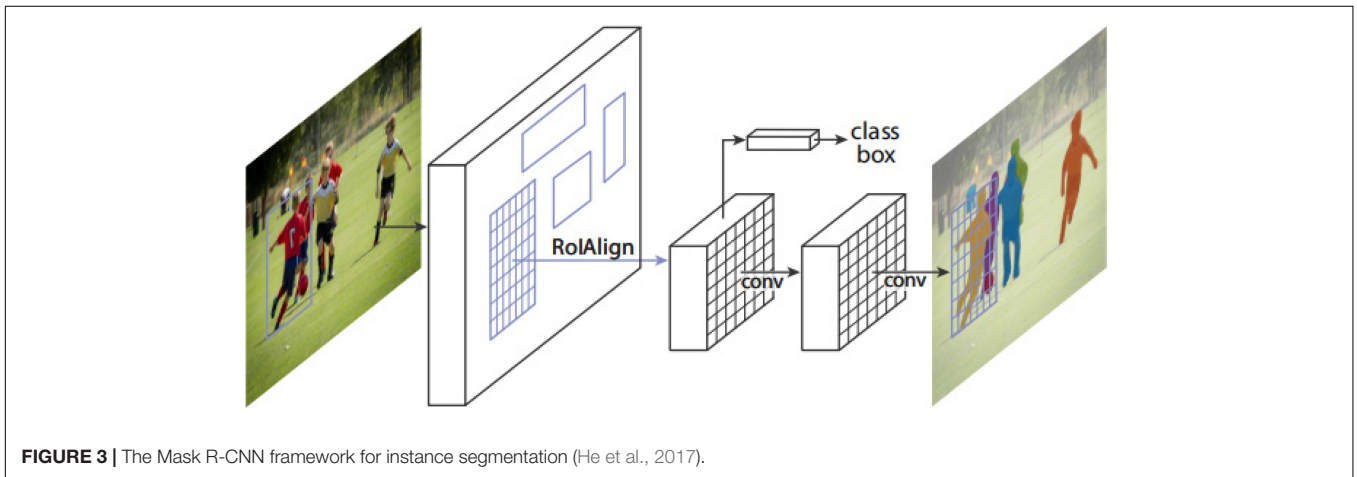 class
box
RoIAlign
conv
conv
FIGURE 3 | The Mask R-CNN framework for instance segmentation (He et al., 2017).